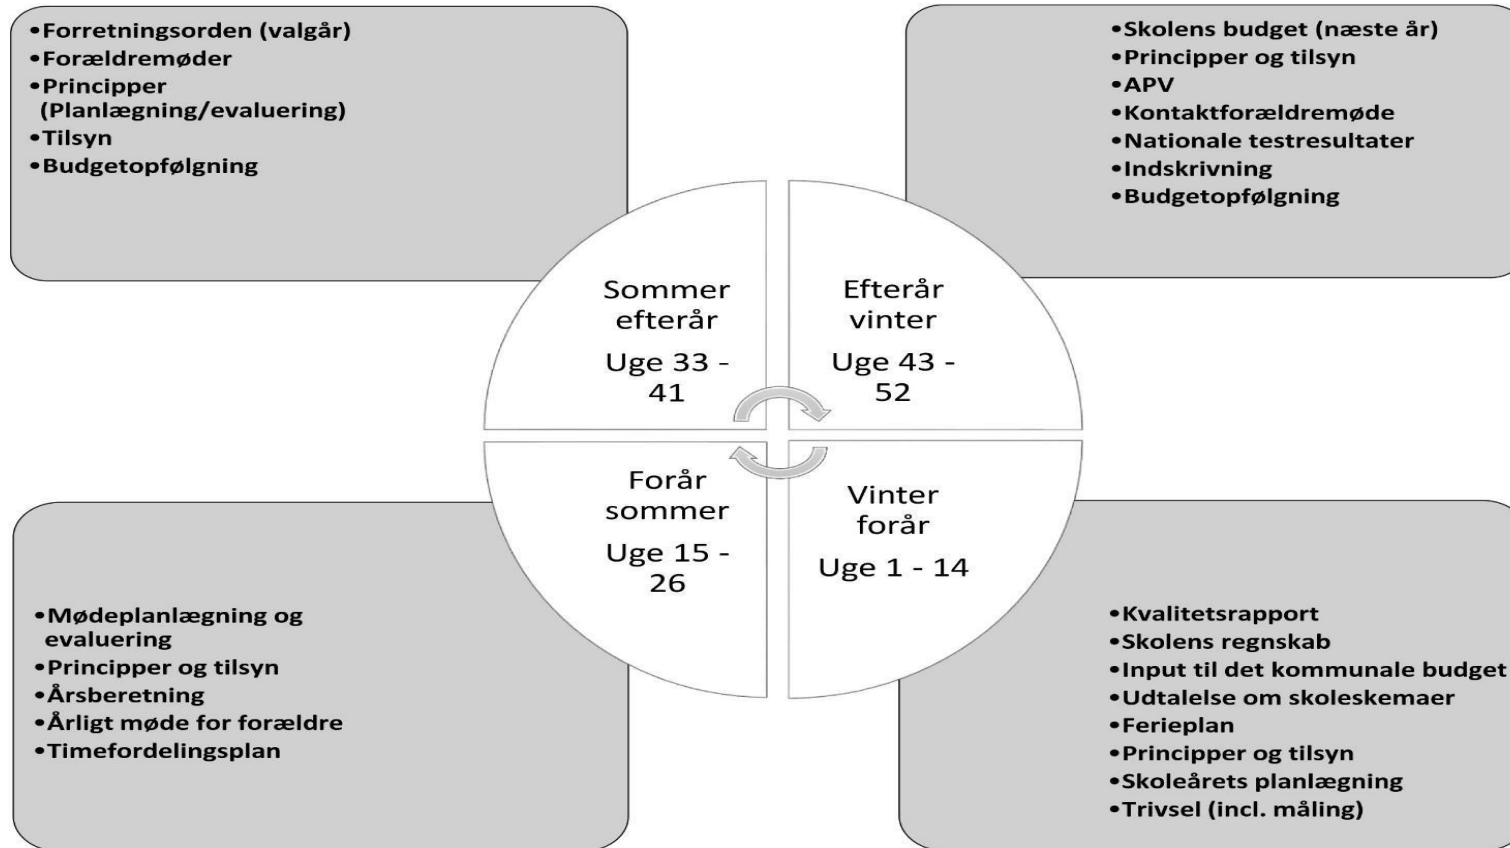 •Forretningsorden (valgår)
•Forældremøder
•Principper
(Planlægning/evaluering)
•Tilsyn
•Budgetopfølgning
•Skolens budget (næste år)
•Principper og tilsyn
•APV
•Kontaktforældremøde
•Nationale testresultater
•Indskrivning
•Budgetopfølgning
Sommer
efterår
Uge 33 -
41
Efterår
vinter
Uge 43 -
52
Forår
sommer
Uge 15 -
26
Vinter
forår
Uge 1 - 14
•Mødeplanlægning og
evaluering
•Principper og tilsyn
•Årsberetning
•Årligt møde for forældre
•Timefordelingsplan
•Kvalitetsrapport
•Skolens regnskab
•Input til det kommunale budget
•Udtalelse om skoleskemaer
•Ferieplan
•Principper og tilsyn
•Skoleårets planlægning
•Trivsel (incl. måling)